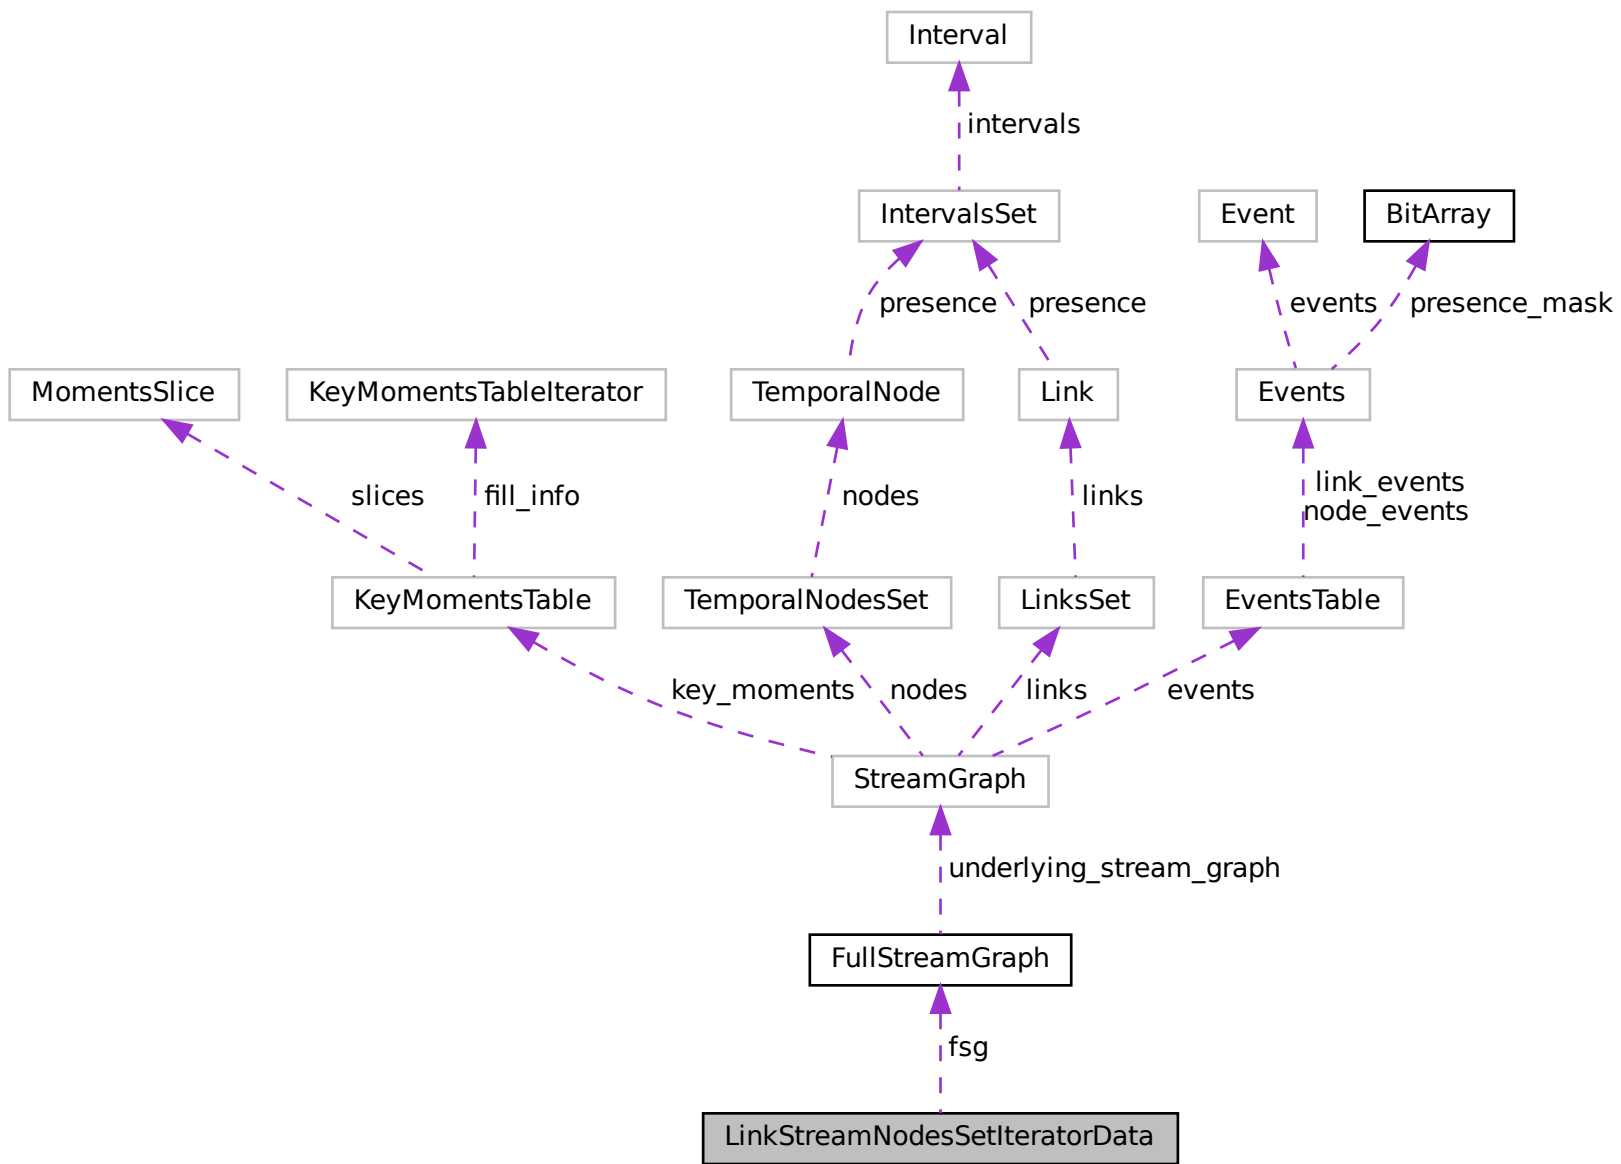 Interval
intervals
IntervalsSet
Event
BitArray
presence
presence
events
presence_mask
MomentsSlice
KeyMomentsTableIterator
TemporalNode
Link
Events
slices
fill_info
nodes
links
link_events
node_events
KeyMomentsTable
TemporalNodesSet
LinksSet
EventsTable
key_moments
nodes
links
events
StreamGraph
underlying_stream_graph
FullStreamGraph
fsg
LinkStreamNodesSetIteratorData